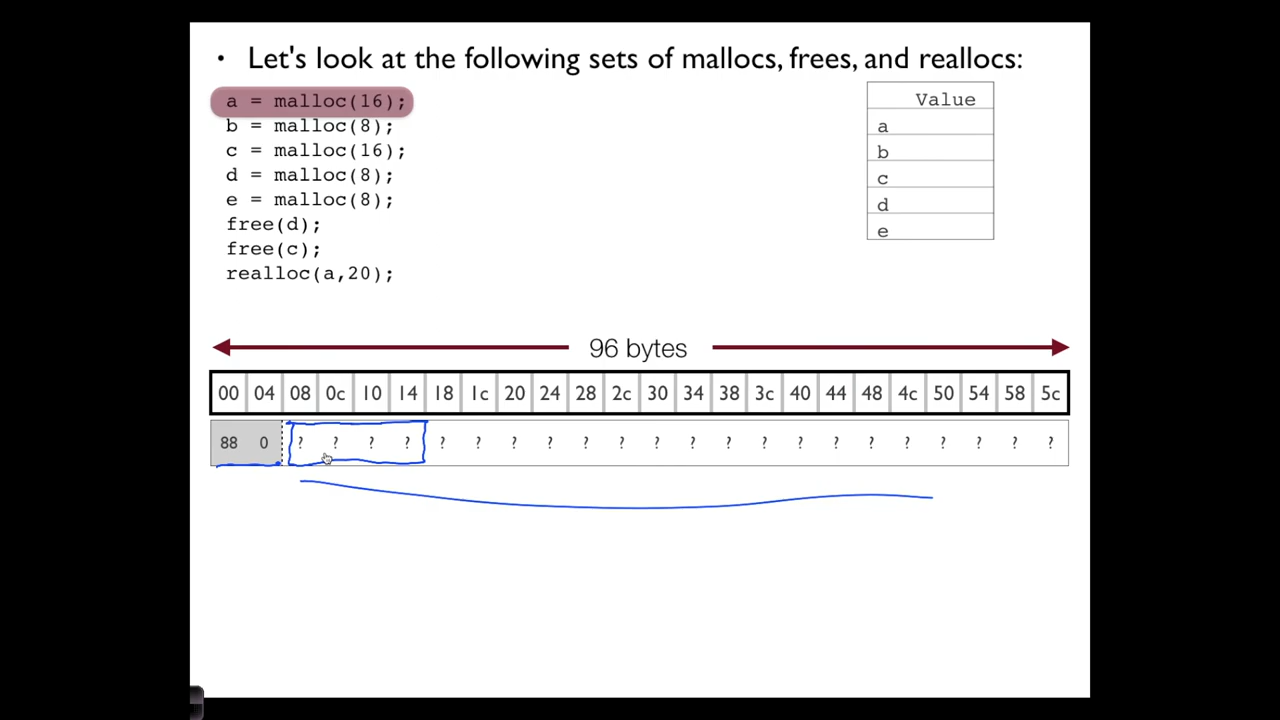 • Let's look at the following sets of mallocs, frees, and reallocs:
a = malloc(16);
b = malloc(8);
c = malloc(16);
d = malloc(8);
e = malloc(8);
free(d);
free(c);
realloc(a,20);
Value
a
b
c
d
e
96 bytes
00 04 08 0c 10 14 18 1c 20 24 28 2c 30 34 38 3c 40 44 48 4c 50 54 58 5c
88 0 ? ? ? ? ? ? ? ? ? ? ? ? ? ? ? ? ? ? ? ? ? ?